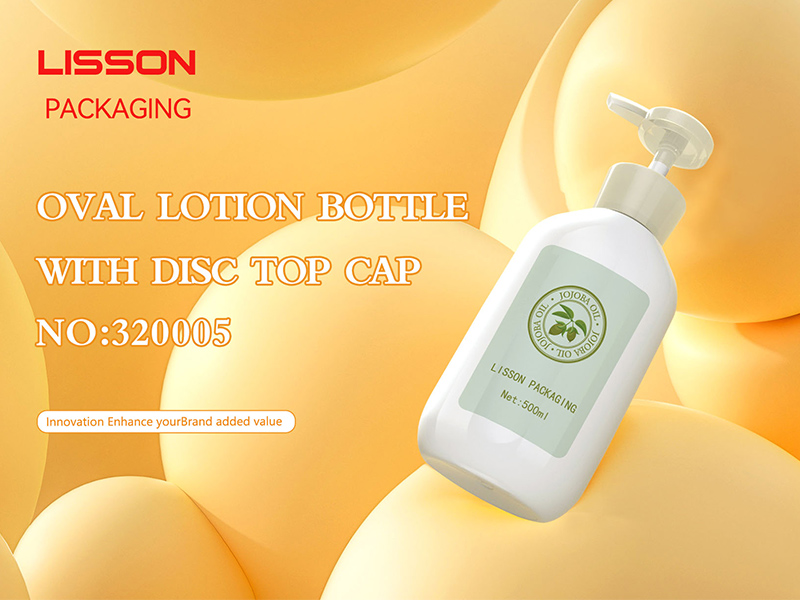 LISSON
PACKAGING
OVAL LOTION BOTTLE
WITH DISC TOP CAP
NO:320005
Innovation Enhance yourBrand added value
JOJOBA OIL · JOJOBA OIL · JOJOBA OIL ·
LISSON PACKAGING
Net:500ml